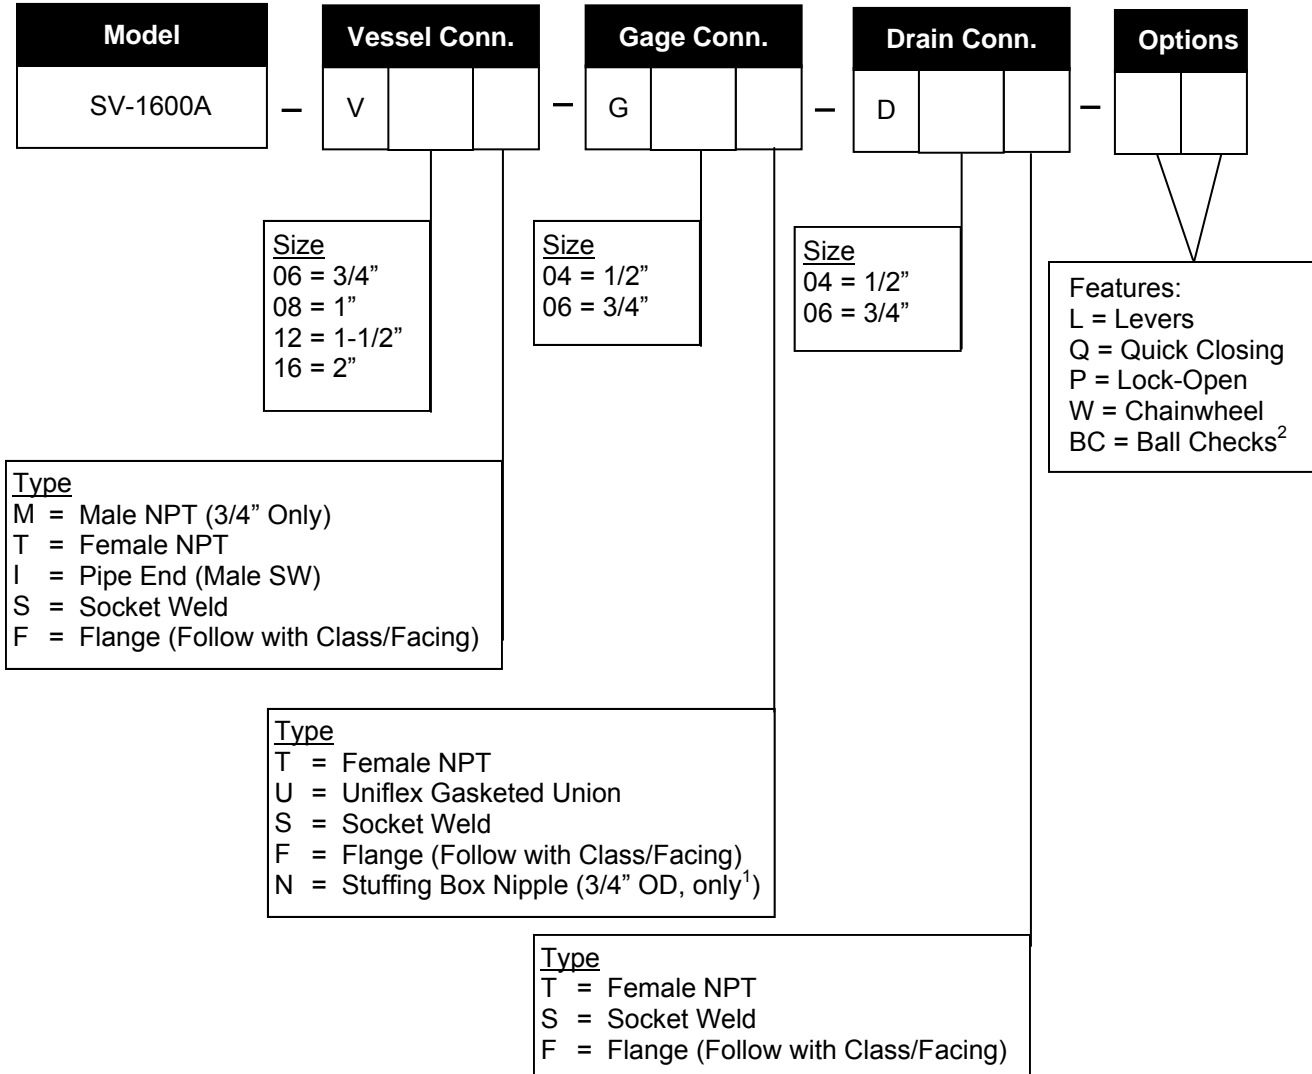 Model
Vessel Conn.
Gage Conn.
Drain Conn.
Options
SV-1600A – V – G – D –
Size
06 = 3/4”
08 = 1”
12 = 1-1/2”
16 = 2”
Size
04 = 1/2”
06 = 3/4”
Size
04 = 1/2”
06 = 3/4”
Features:
L = Levers
Q = Quick Closing
P = Lock-Open
W = Chainwheel
BC = Ball Checks2
Type
M = Male NPT (3/4” Only)
T = Female NPT
I = Pipe End (Male SW)
S = Socket Weld
F = Flange (Follow with Class/Facing)
Type
T = Female NPT
U = Uniflex Gasketed Union
S = Socket Weld
F = Flange (Follow with Class/Facing)
N = Stuffing Box Nipple (3/4” OD, only1)
Type
T = Female NPT
S = Socket Weld
F = Flange (Follow with Class/Facing)